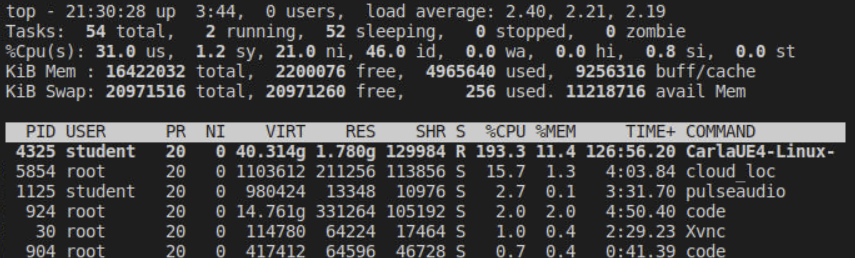 top - 21:30:28 up  3:44,  0 users,  load average: 2.40, 2.21, 2.19
Tasks:  54 total,   2 running,  52 sleeping,   0 stopped,   0 zombie
%Cpu(s): 31.0 us,  1.2 sy, 21.0 ni, 46.0 id,  0.0 wa,  0.0 hi,  0.8 si,  0.0 st
KiB Mem : 16422032 total,  2200076 free,  4965640 used,  9256316 buff/cache
KiB Swap: 20971516 total, 20971260 free,      256 used. 11218716 avail Mem
PID USER      PR  NI    VIRT    RES    SHR S  %CPU %MEM     TIME+ COMMAND
4325 student   20   0 40.314g 1.780g 129984 R 193.3 11.4 126:56.20 CarlaUE4-Linux-
5854 root      20   0 1103612 211256 113856 S  15.7  1.3   4:03.84 cloud_loc
1125 student   20   0  980424  13348  10976 S   2.7  0.1   3:31.70 pulseaudio
924 root      20   0 14.761g 331264 105192 S   2.0  2.0   4:50.40 code
30 root      20   0  114780  64224  17464 S   1.0  0.4   2:29.23 Xvnc
904 root      20   0  417412  64596  46728 S   0.7  0.4   0:41.39 code